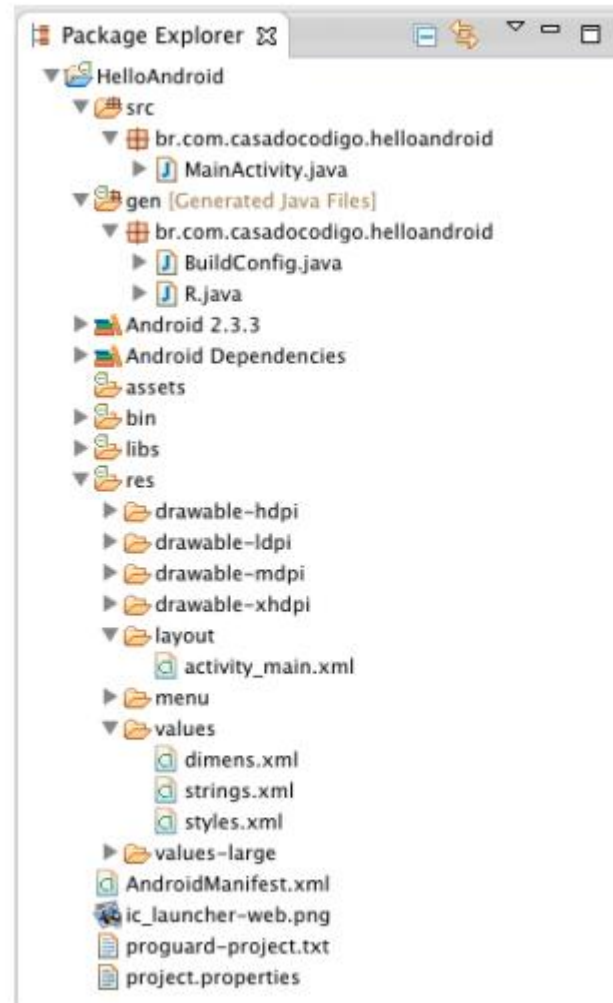 Package Explorer
HelloAndroid
src
br.com.casadocodigo.helloandroid
MainActivity.java
gen [Generated Java Files]
br.com.casadocodigo.helloandroid
BuildConfig.java
R.java
Android 2.3.3
Android Dependencies
assets
bin
libs
res
drawable-hdpi
drawable-ldpi
drawable-mdpi
drawable-xhdpi
layout
activity_main.xml
menu
values
dimens.xml
strings.xml
styles.xml
values-large
AndroidManifest.xml
ic_launcher-web.png
proguard-project.txt
project.properties